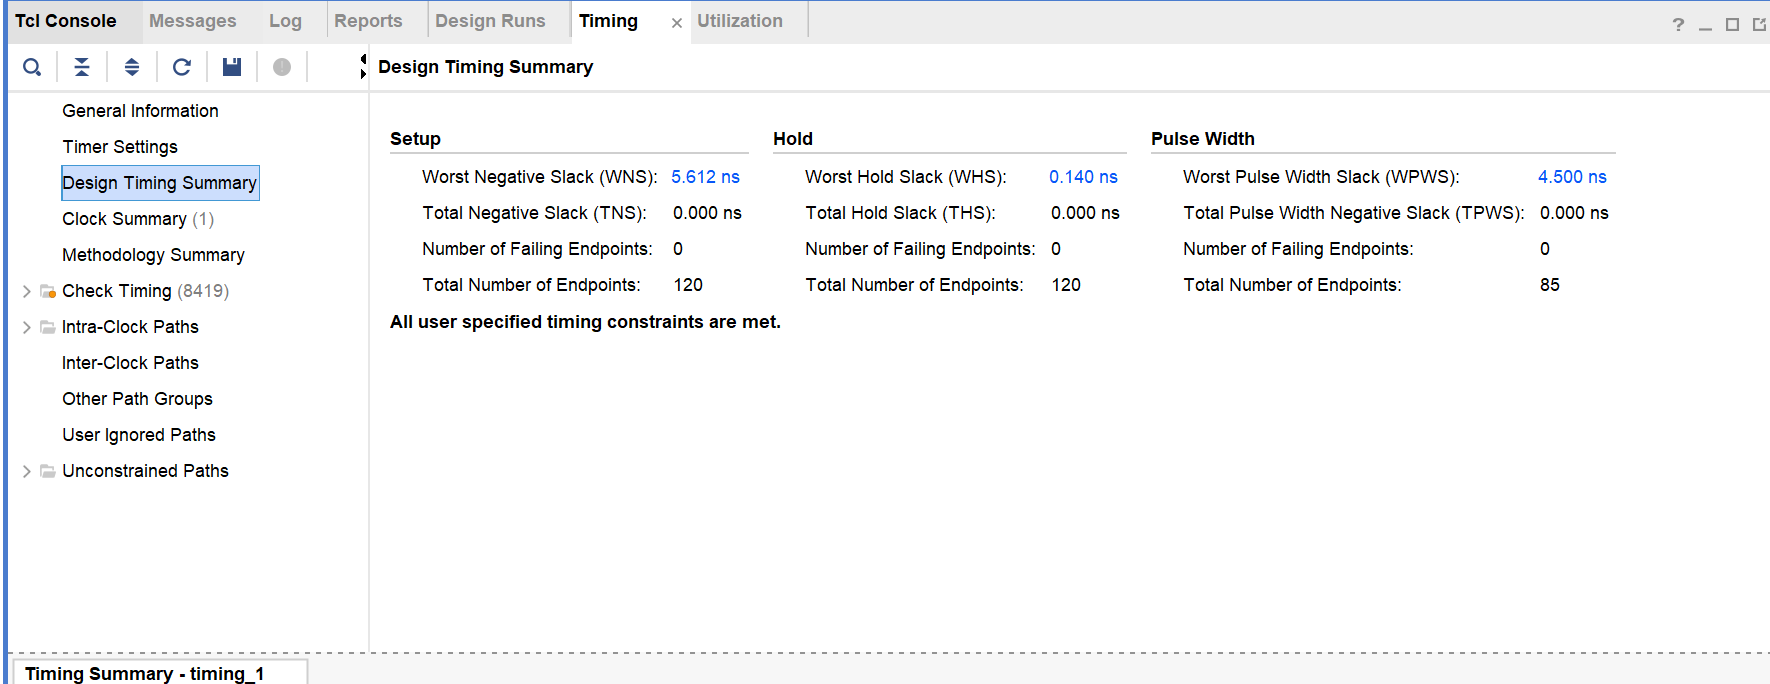 Tcl Console Messages Log Reports Design Runs Timing × Utilization ?
Design Timing Summary
General Information
Timer Settings
Design Timing Summary
Clock Summary (1)
Methodology Summary
Check Timing (8419)
Intra-Clock Paths
Inter-Clock Paths
Other Path Groups
User Ignored Paths
Unconstrained Paths
Setup
Worst Negative Slack (WNS): 5.612 ns
Total Negative Slack (TNS): 0.000 ns
Number of Failing Endpoints: 0
Total Number of Endpoints: 120
Hold
Worst Hold Slack (WHS): 0.140 ns
Total Hold Slack (THS): 0.000 ns
Number of Failing Endpoints: 0
Total Number of Endpoints: 120
Pulse Width
Worst Pulse Width Slack (WPWS): 4.500 ns
Total Pulse Width Negative Slack (TPWS): 0.000 ns
Number of Failing Endpoints: 0
Total Number of Endpoints: 85
All user specified timing constraints are met.
Timing Summary - timing_1